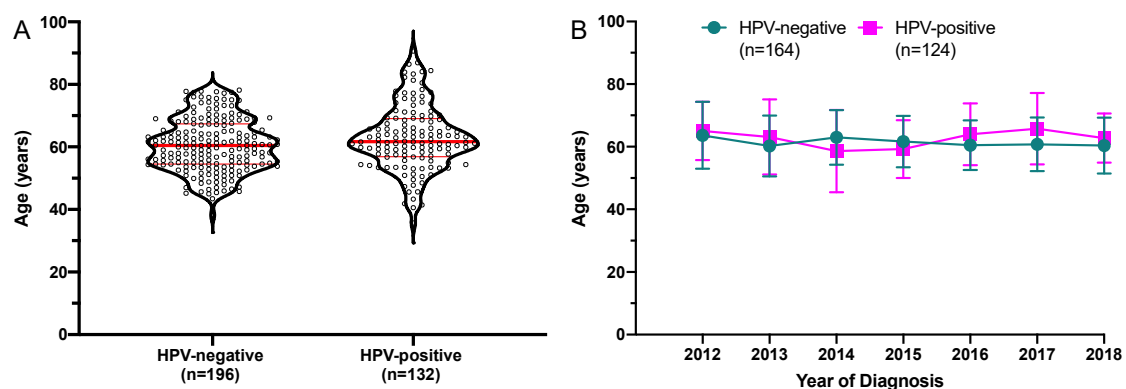 A
Age (years)
100
80
60
40
20
0
HPV-negative
(n=196)
HPV-positive
(n=132)
B
HPV-negative
(n=164)
HPV-positive
(n=124)
Age (years)
100
80
60
40
20
0
2012 2013 2014 2015 2016 2017 2018
Year of Diagnosis